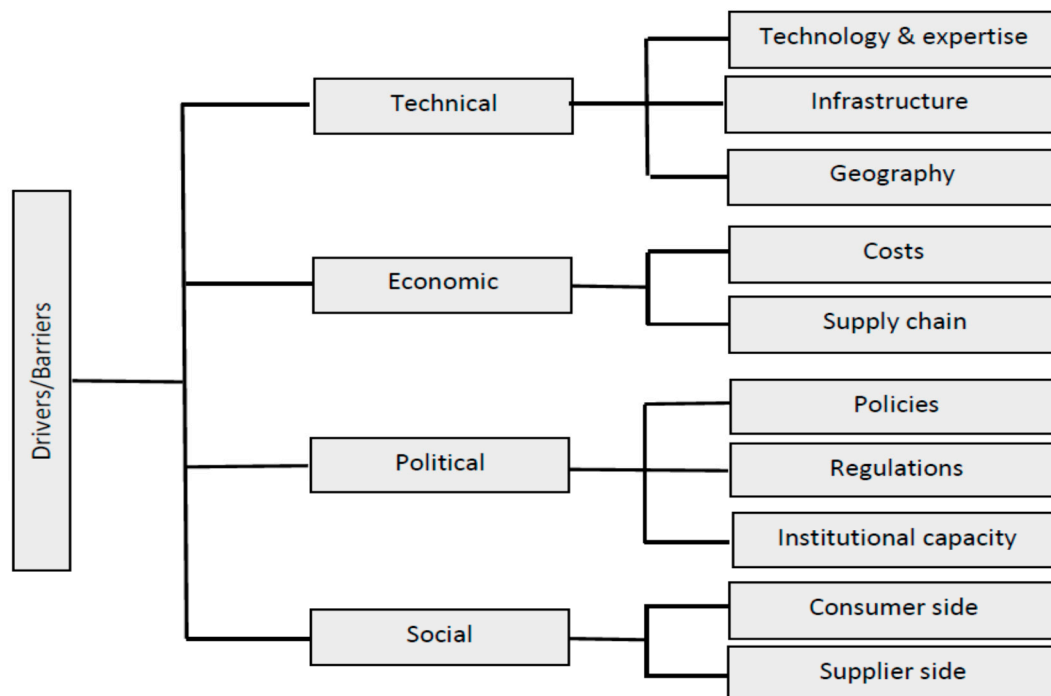 Drivers/Barriers
Technical
Technology & expertise
Infrastructure
Geography
Economic
Costs
Supply chain
Political
Policies
Regulations
Institutional capacity
Social
Consumer side
Supplier side